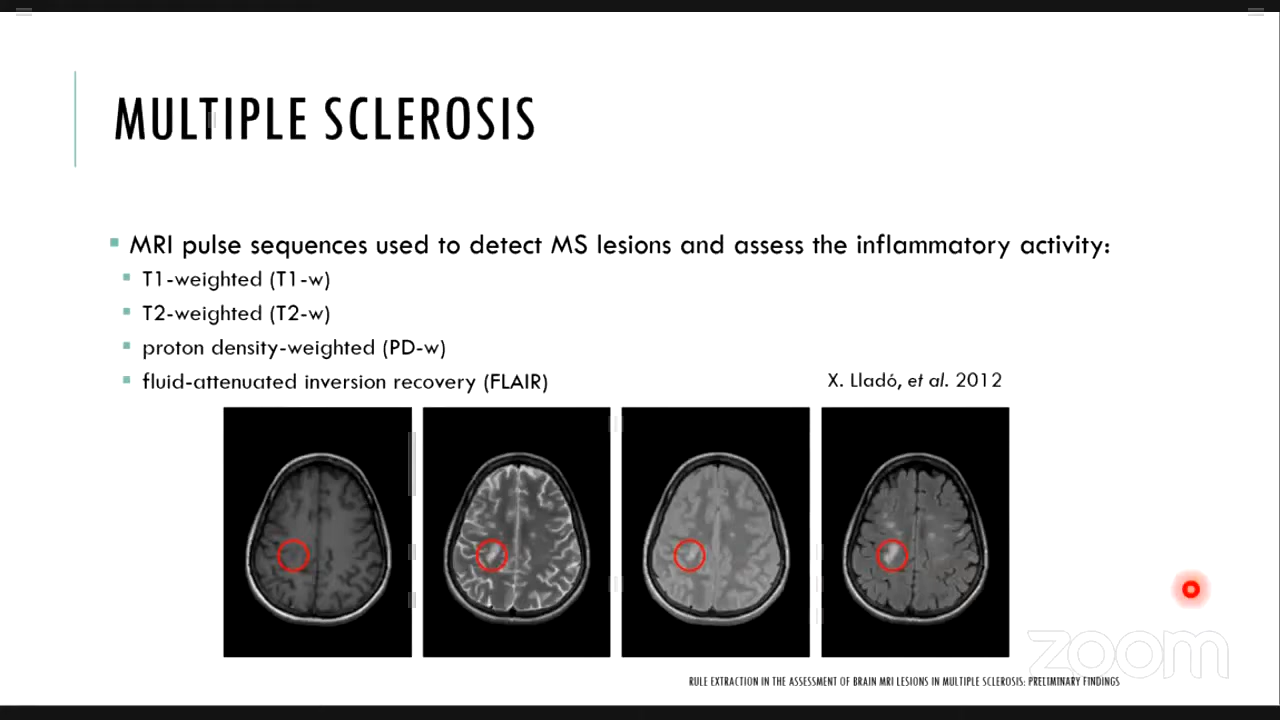 MULTIPLE SCLEROSIS
MRI pulse sequences used to detect MS lesions and assess the inflammatory activity:
T1-weighted (T1-w)
T2-weighted (T2-w)
proton density-weighted (PD-w)
fluid-attenuated inversion recovery (FLAIR)
X. Lladó, et al. 2012
zoom
RULE EXTRACTION IN THE ASSESSMENT OF BRAIN MRI LESIONS IN MULTIPLE SCLEROSIS: PRELIMINARY FINDINGS